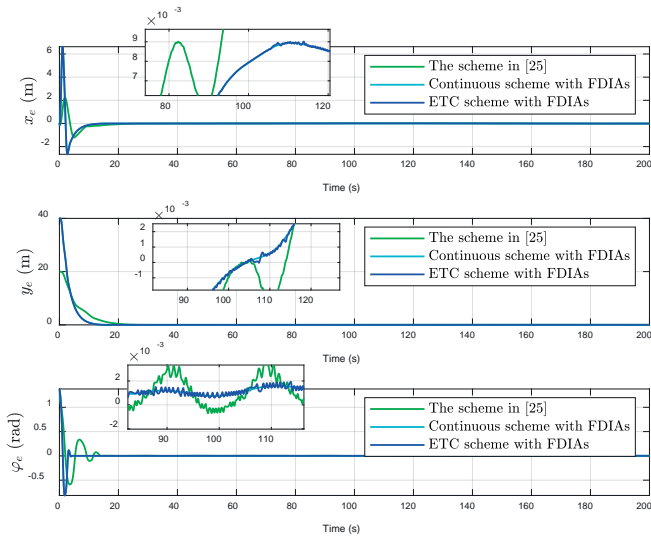 ×10 -3
9
8
7
80 100 120
6
4
2
0
-2
x_e (m)
The scheme in [25]
Continuous scheme with FDIAs
ETC scheme with FDIAs
0 20 40 60 80 100 120 140 160 180 200
Time (s)
×10 -3
2
1
0
-1
90 100 110 120
40
20
0
y_e (m)
The scheme in [25]
Continuous scheme with FDIAs
ETC scheme with FDIAs
0 20 40 60 80 100 120 140 160 180 200
Time (s)
×10 -3
2
0
-2
90 100 110
1
0.5
0
-0.5
φ_e (rad)
The scheme in [25]
Continuous scheme with FDIAs
ETC scheme with FDIAs
0 20 40 60 80 100 120 140 160 180 200
Time (s)